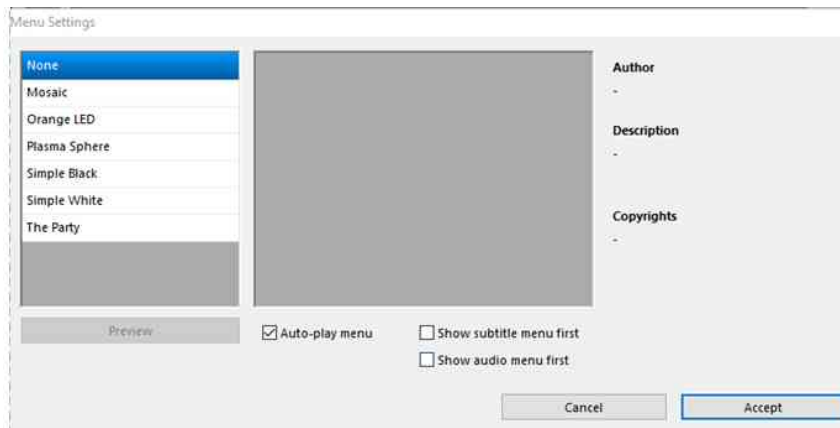 Menu Settings
None
Mosaic
Orange LED
Plasma Sphere
Simple Black
Simple White
The Party
Preview
Author
-
Description
-
Copyrights
-
Auto-play menu
Show subtitle menu first
Show audio menu first
Cancel
Accept